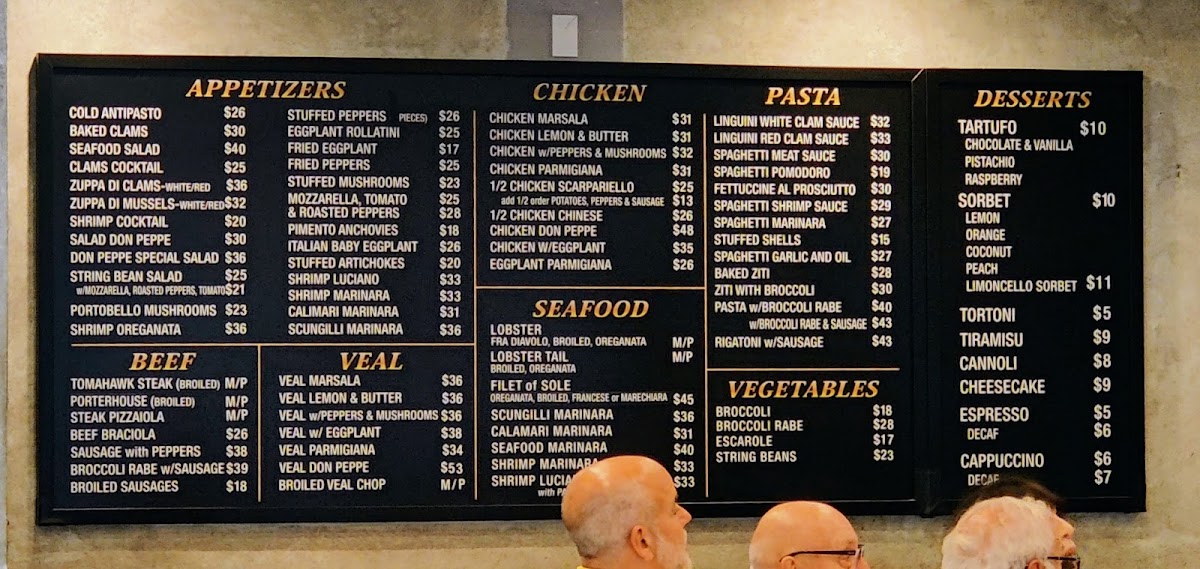 APPETIZERS
COLD ANTIPASTO $26
BAKED CLAMS $30
SEAFOOD SALAD $40
CLAMS COCKTAIL $25
ZUPPA DI CLAMS-WHITE/RED $36
ZUPPA DI MUSSELS-WHITE/RED $32
SHRIMP COCKTAIL $20
SALAD DON PEPPE $30
DON PEPPE SPECIAL SALAD $36
STRING BEAN SALAD $25
w/MOZZARELLA, ROASTED PEPPERS, TOMATO $21
PORTOBELLO MUSHROOMS $23
SHRIMP OREGANATA $36
STUFFED PEPPERS PIECES) $26
EGGPLANT ROLLATINI $25
FRIED EGGPLANT $17
FRIED PEPPERS $25
STUFFED MUSHROOMS $23
MOZZARELLA, TOMATO $25
& ROASTED PEPPERS $28
PIMENTO ANCHOVIES $18
ITALIAN BABY EGGPLANT $26
STUFFED ARTICHOKES $20
SHRIMP LUCIANO $33
SHRIMP MARINARA $33
CALIMARI MARINARA $31
SCUNGILLI MARINARA $36
BEEF
TOMAHAWK STEAK (BROILED) M/P
PORTERHOUSE (BROILED) M/P
STEAK PIZZAIOLA M/P
BEEF BRACIOLA $26
SAUSAGE with PEPPERS $38
BROCCOLI RABE w/SAUSAGE $39
BROILED SAUSAGES $18
VEAL
VEAL MARSALA $36
VEAL LEMON & BUTTER $36
VEAL w/PEPPERS & MUSHROOMS $36
VEAL w/ EGGPLANT $38
VEAL PARMIGIANA $34
VEAL DON PEPPE $53
BROILED VEAL CHOP M/P
CHICKEN
CHICKEN MARSALA $31
CHICKEN LEMON & BUTTER $31
CHICKEN w/PEPPERS & MUSHROOMS $32
CHICKEN PARMIGIANA $31
1/2 CHICKEN SCARPARIELLO $25
add 1/2 order POTATOES, PEPPERS & SAUSAGE $13
1/2 CHICKEN CHINESE $26
CHICKEN DON PEPPE $48
CHICKEN W/EGGPLANT $35
EGGPLANT PARMIGIANA $26
SEAFOOD
LOBSTER
FRA DIAVOLO, BROILED, OREGANATA M/P
LOBSTER TAIL M/P
BROILED, OREGANATA
FILET of SOLE
OREGANATA, BROILED, FRANCESE or MARECHIARA $45
SCUNGILLI MARINARA $36
CALAMARI MARINARA $31
SEAFOOD MARINARA $40
SHRIMP MARINARA $33
SHRIMP LUCIA $33
with PA
PASTA
LINGUINI WHITE CLAM SAUCE $32
LINGUINI RED CLAM SAUCE $33
SPAGHETTI MEAT SAUCE $30
SPAGHETTI POMODORO $19
FETTUCCINE AL PROSCIUTTO $30
SPAGHETTI SHRIMP SAUCE $29
SPAGHETTI MARINARA $27
STUFFED SHELLS $15
SPAGHETTI GARLIC AND OIL $27
BAKED ZITI $28
ZITI WITH BROCCOLI $30
PASTA w/BROCCOLI RABE $40
w/BROCCOLI RABE & SAUSAGE $43
RIGATONI w/SAUSAGE $43
VEGETABLES
BROCCOLI $18
BROCCOLI RABE $28
ESCAROLE $17
STRING BEANS $23
DESSERTS
TARTUFO $10
CHOCOLATE & VANILLA
PISTACHIO
RASPBERRY
SORBET $10
LEMON
ORANGE
COCONUT
PEACH
LIMONCELLO SORBET $11
TORTONI $5
TIRAMISU $9
CANNOLI $8
CHEESECAKE $9
ESPRESSO $5
DECAF $6
CAPPUCCINO $6
DECAF $7